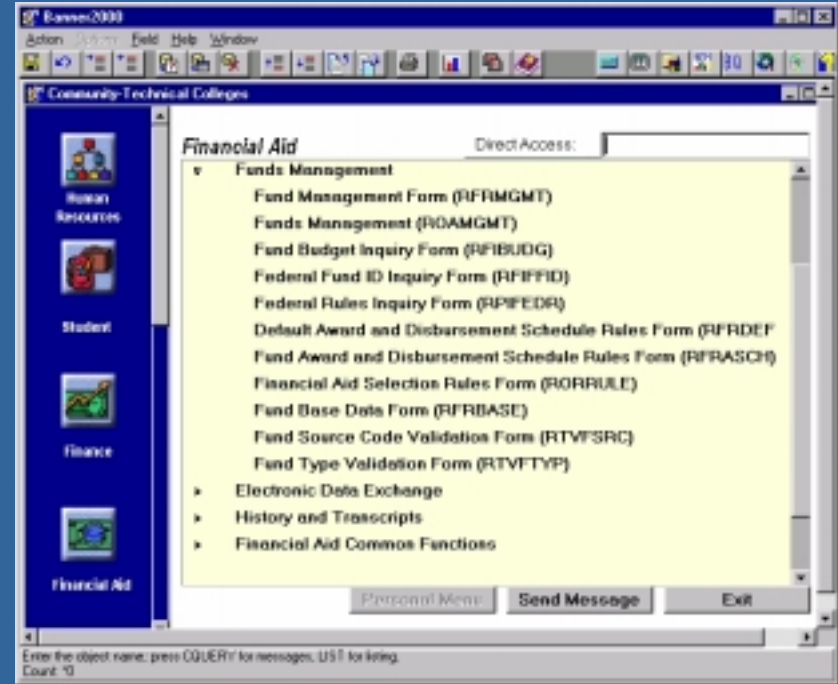 Banner2000
Action Options Field Help Window
Community-Technical Colleges
Human
Resources
Student
Finance
Financial Aid
Financial Aid
Direct Access:
Funds Management
Fund Management Form (RFRMGMT)
Funds Management (ROAMGMT)
Fund Budget Inquiry Form (RFIBUDG)
Federal Fund ID Inquiry Form (RFIFFID)
Federal Rules Inquiry Form (RPIFEDR)
Default Award and Disbursement Schedule Rules Form (RFRDEF
Fund Award and Disbursement Schedule Rules Form (RFRASCH)
Financial Aid Selection Rules Form (RORRULE)
Fund Base Data Form (RFRBASE)
Fund Source Code Validation Form (RTVFSRC)
Fund Type Validation Form (RTVFTYP)
Electronic Data Exchange
History and Transcripts
Financial Aid Common Functions
Personal Menu Send Message Exit
Enter the object name; press CQUERY for messages, LIST for listing.
Count: *0